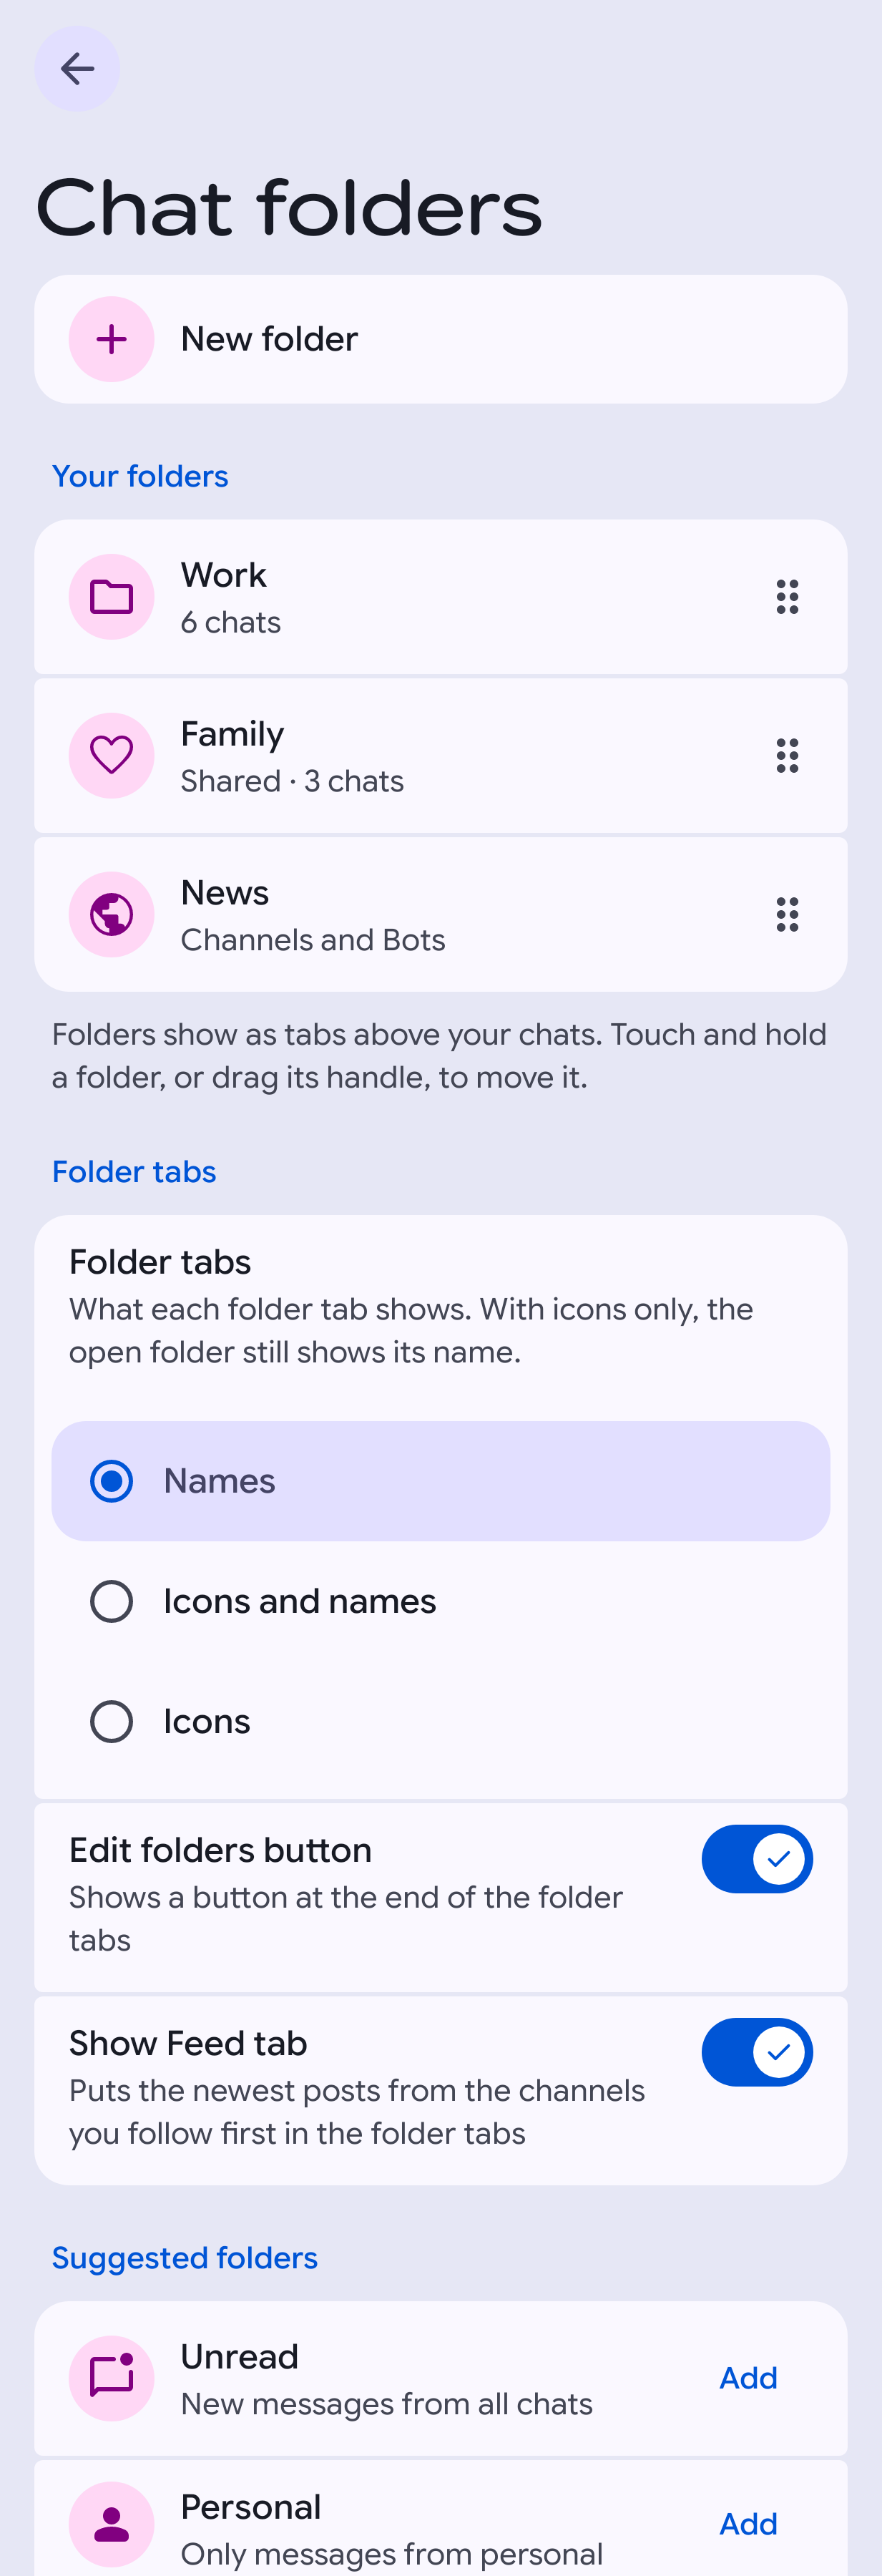 Chat folders
New folder
Your folders
Work
6 chats
Family
Shared · 3 chats
News
Channels and Bots
Folders show as tabs above your chats. Touch and hold
a folder, or drag its handle, to move it.
Folder tabs
Folder tabs
What each folder tab shows. With icons only, the
open folder still shows its name.
Names
Icons and names
Icons
Edit folders button
Shows a button at the end of the folder
tabs
Show Feed tab
Puts the newest posts from the channels
you follow first in the folder tabs
Suggested folders
Unread
New messages from all chats
Add
Personal
Only messages from personal
Add